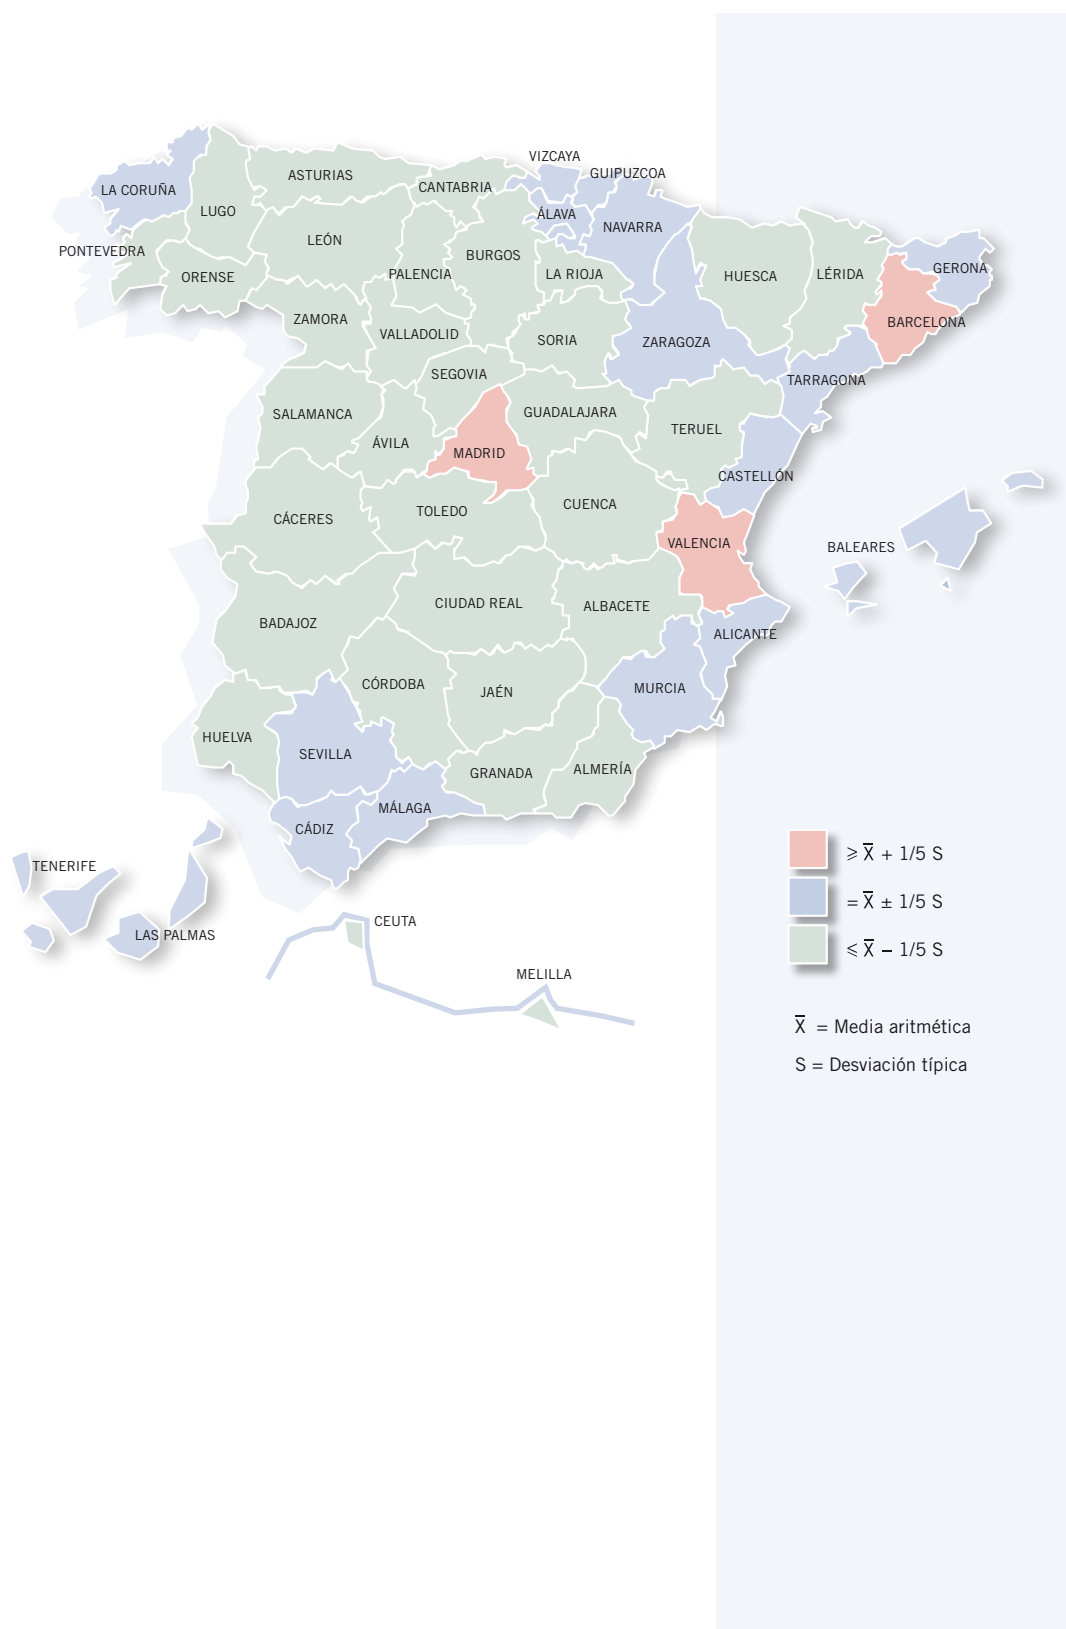 VIZCAYA
GUIPUZCOA
ASTURIAS
CANTABRIA
LA CORUÑA
LUGO
ÁLAVA
NAVARRA
LEÓN
PONTEVEDRA
BURGOS
ORENSE
PALENCIA
LA RIOJA
HUESCA
LÉRIDA
GERONA
ZAMORA
VALLADOLID
SORIA
ZARAGOZA
BARCELONA
SEGOVIA
TARRAGONA
SALAMANCA
GUADALAJARA
ÁVILA
TERUEL
MADRID
CASTELLÓN
CÁCERES
TOLEDO
CUENCA
VALENCIA
BALEARES
BADAJOZ
CIUDAD REAL
ALBACETE
ALICANTE
CÓRDOBA
JAÉN
MURCIA
HUELVA
SEVILLA
GRANADA
ALMERÍA
MÁLAGA
CÁDIZ
TENERIFE
LAS PALMAS
CEUTA
MELILLA
⩾ X̅ + 1/5 S
= X̅ ± 1/5 S
⩽ X̅ – 1/5 S
X̅ = Media aritmética
S = Desviación típica